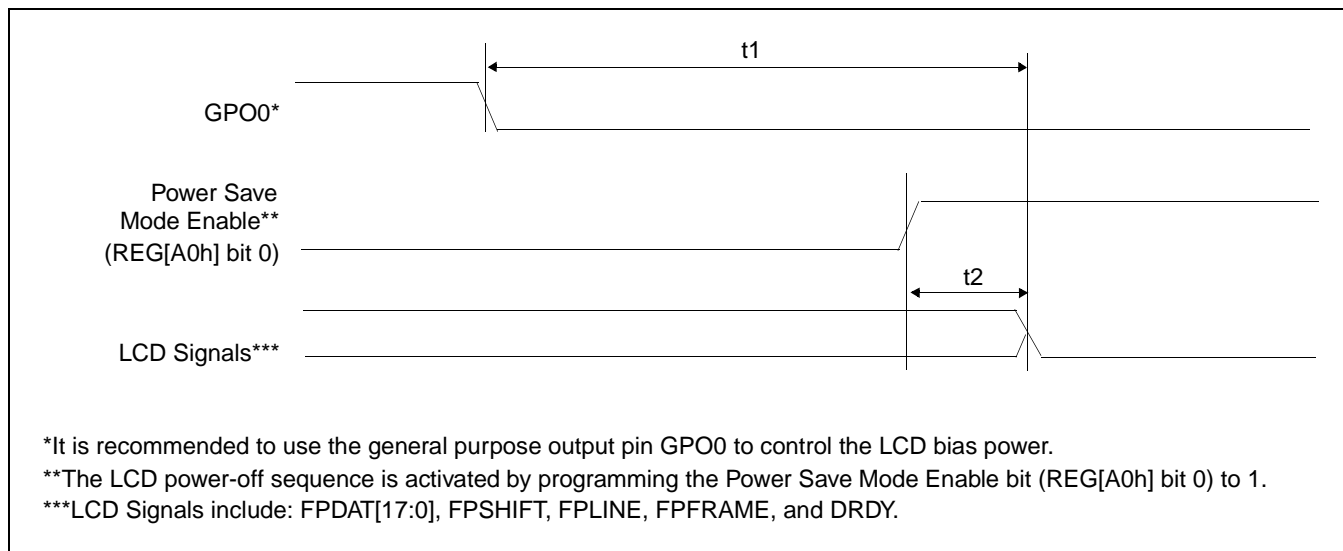 t1
GPO0*
Power Save
Mode Enable**
(REG[A0h] bit 0)
t2
LCD Signals***
*It is recommended to use the general purpose output pin GPO0 to control the LCD bias power.
**The LCD power-off sequence is activated by programming the Power Save Mode Enable bit (REG[A0h] bit 0) to 1.
***LCD Signals include: FPDAT[17:0], FPSHIFT, FPLINE, FPFRAME, and DRDY.